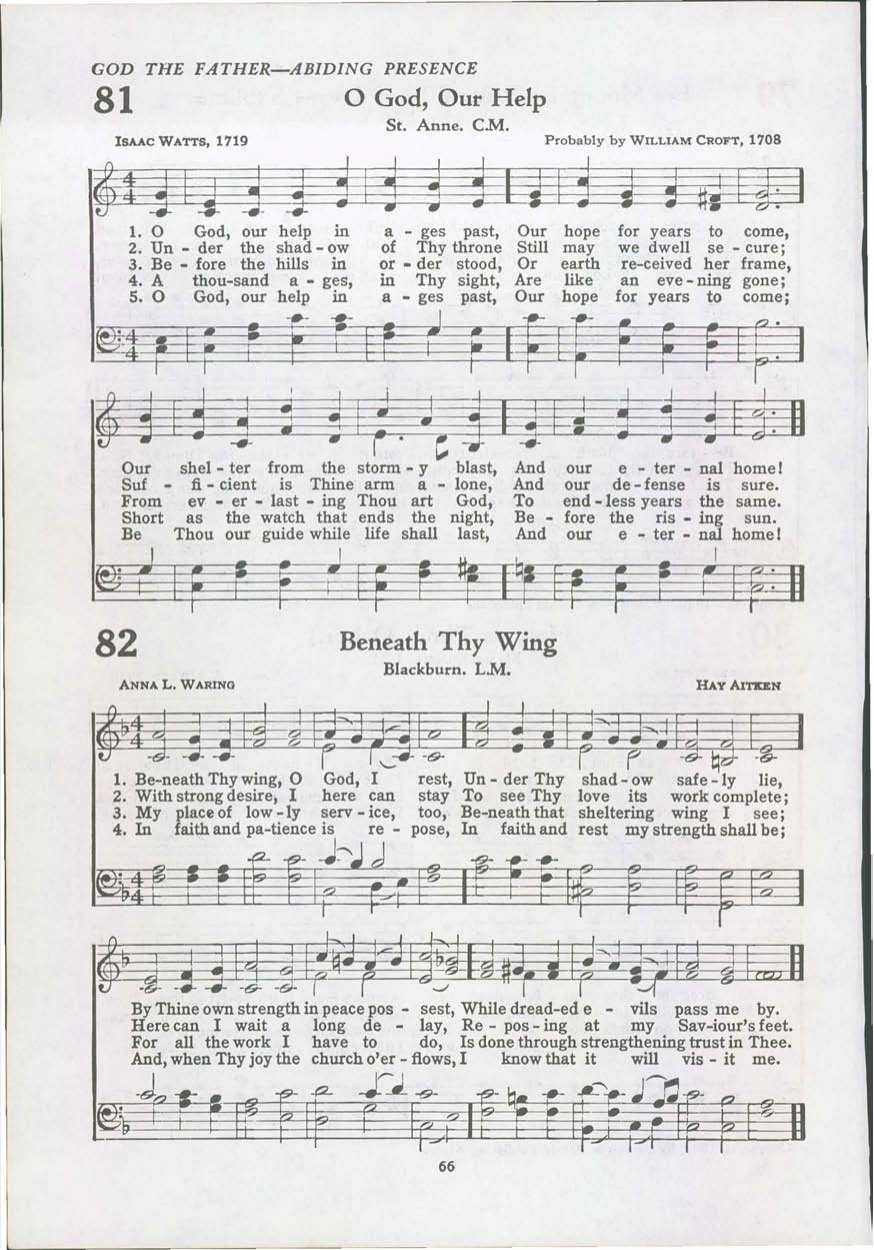 GOD THE FATHER—ABIDING PRESENCE
81 O God, Our Help
St. Anne. C.M.
ISAAC WATTS, 1719 Probably by WILLIAM CROFT, 1708
4 4
1. O God, our help in a - ges past, Our hope for years to come,
2. Un - der the shad - ow of Thy throne Still may we dwell se - cure;
3. Be - fore the hills in or - der stood, Or earth re-ceived her frame,
4. A thou-sand a - ges, in Thy sight, Are like an eve - ning gone;
5. O God, our help in a - ges past, Our hope for years to come;
4 4
Our shel - ter from the storm - y blast, And our e - ter - nal home!
Suf - fi - cient is Thine arm a - lone, And our de - fense is sure.
From ev - er - last - ing Thou art God, To end - less years the same.
Short as the watch that ends the night, Be - fore the ris - ing sun.
Be Thou our guide while life shall last, And our e - ter - nal home!
82 Beneath Thy Wing
Blackburn. L.M.
ANNA L. WARING HAY AITKEN
4 4
1. Be-neath Thy wing, O God, I rest, Un - der Thy shad - ow safe - ly lie,
2. With strong desire, I here can stay To see Thy love its work complete;
3. My place of low - ly serv - ice, too, Be-neath that sheltering wing I see;
4. In faith and pa-tience is re - pose, In faith and rest my strength shall be;
4 4
By Thine own strength in peace pos - sest, While dread-ed e - vils pass me by.
Here can I wait a long de - lay, Re - pos - ing at my Sav-iour's feet.
For all the work I have to do, Is done through strengthening trust in Thee.
And, when Thy joy the church o'er - flows, I know that it will vis - it me.
66